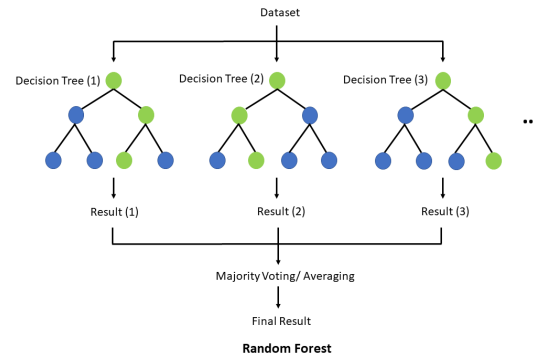 Dataset
Decision Tree (1)
Decision Tree (2)
Decision Tree (3)
..
Result (1)
Result (2)
Result (3)
Majority Voting/ Averaging
Final Result
Random Forest